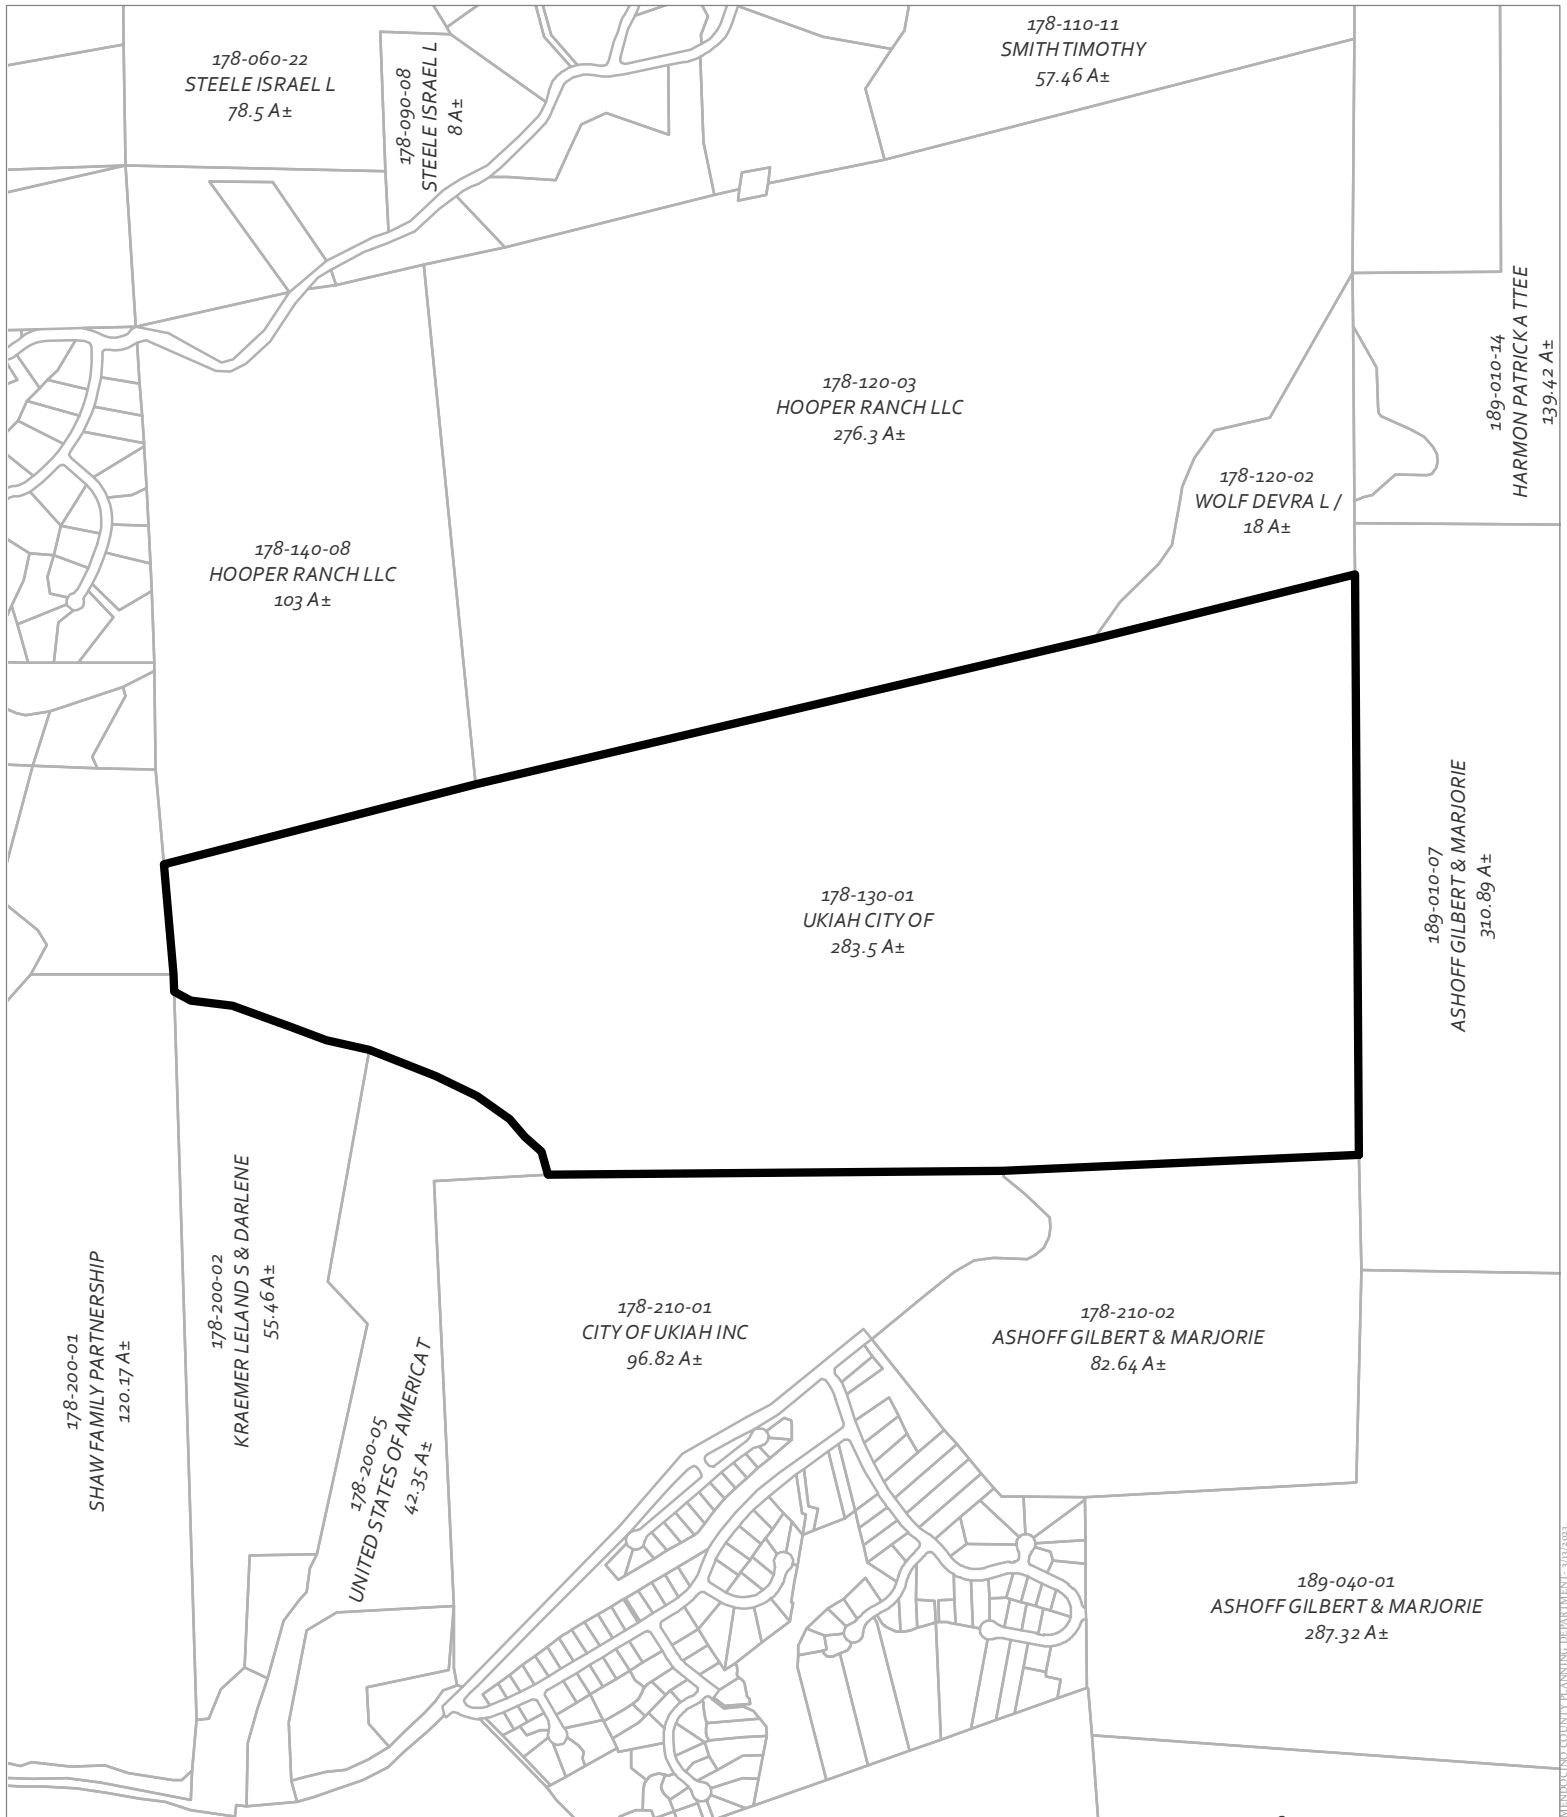 178-060-22
STEELE ISRAEL L
78.5 A±
178-090-08
STEELE ISRAEL L
8 A±
178-110-11
SMITH TIMOTHY
57.46 A±
178-120-03
HOOPER RANCH LLC
276.3 A±
189-010-14
HARMON PATRICK A TTEE
139.42 A±
178-120-02
WOLF DEVRA L /
18 A±
178-140-08
HOOPER RANCH LLC
103 A±
178-130-01
UKIAH CITY OF
283.5 A±
189-010-07
ASHOFF GILBERT & MARJORIE
310.89 A±
178-200-01
SHAW FAMILY PARTNERSHIP
120.17 A±
178-200-02
KRAEMER LELAND S & DARLENE
55.46 A±
178-200-05
UNITED STATES OF AMERICA T
42.35 A±
178-210-01
CITY OF UKIAH INC
96.82 A±
178-210-02
ASHOFF GILBERT & MARJORIE
82.64 A±
189-040-01
ASHOFF GILBERT & MARJORIE
287.32 A±
MENDOCINO COUNTY PLANNING DEPARTMENT-